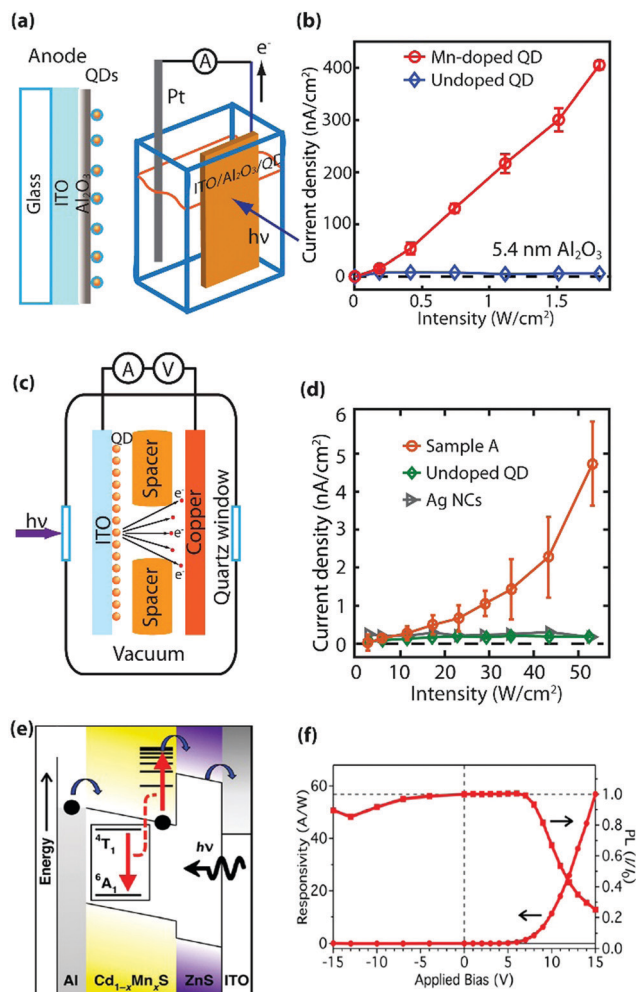 (a)
Anode
QDs
Glass
ITO
Al₂O₃
Pt
A
e⁻
ITO/Al₂O₃/QD
hν
(b)
Mn-doped QD
Undoped QD
5.4 nm Al₂O₃
Current density (nA/cm²)
400
300
200
100
0
0 0.5 1 1.5
Intensity (W/cm²)
(c)
A
V
QD
hν
ITO
Spacer
Spacer
e⁻
e⁻
e⁻
Copper
Quartz window
Vacuum
(d)
Sample A
Undoped QD
Ag NCs
Current density (nA/cm²)
6
5
4
3
2
1
0
0 10 20 30 40 50
Intensity (W/cm²)
(e)
Energy
⁴T₁
⁶A₁
hν
Al Cd₁₋ₓMnₓS ZnS ITO
(f)
Responsivity (A/W)
60
40
20
0
PL (I/I₀)
1.0
0.8
0.6
0.4
0.2
0
-15 -10 -5 0 5 10 15
Applied Bias (V)